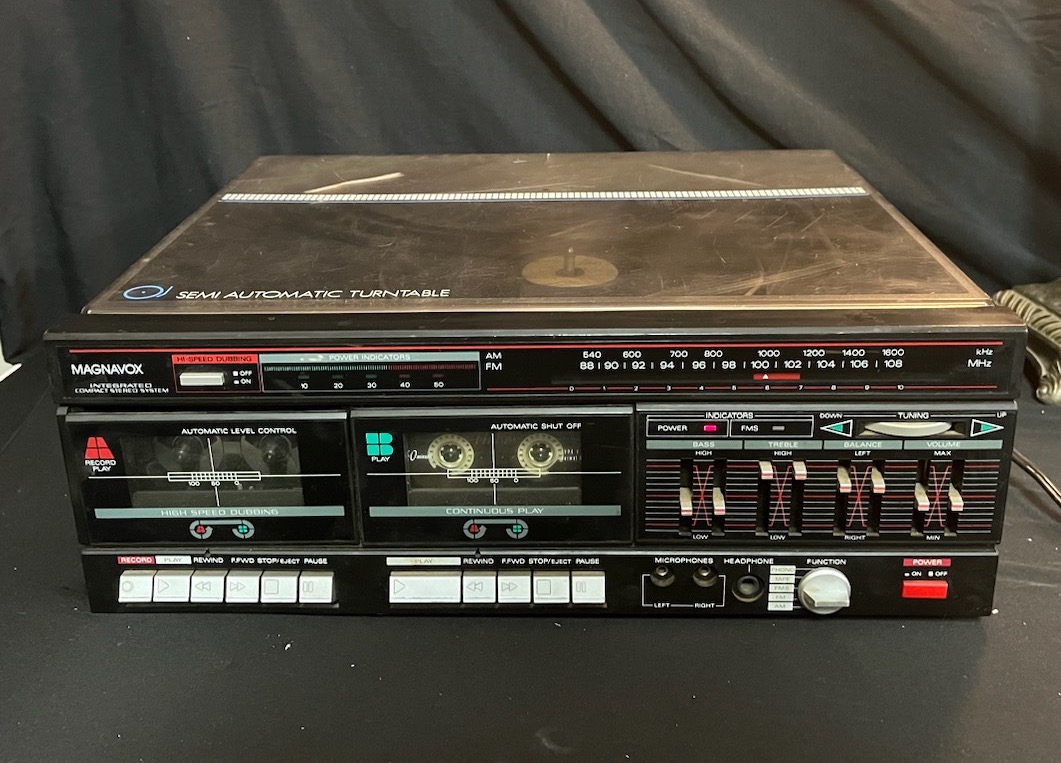 SEMI AUTOMATIC TURNTABLE
MAGNAVOX
INTEGRATED
COMPACT STEREO SYSTEM
HI-SPEED DUBBING
OFF
ON
POWER INDICATORS
10 20 30 40 50
AM 540 600 700 800 1000 1200 1400 1600 kHz
FM 88 90 92 94 96 98 100 102 104 106 108 MHz
0 1 2 3 4 5 6 7 8 9 10
A
RECORD
PLAY
AUTOMATIC LEVEL CONTROL
100 50 0
HIGH SPEED DUBBING
A B
B
PLAY
AUTOMATIC SHUT OFF
100 50 0
CONTINUOUS PLAY
A B
INDICATORS
POWER FMS
DOWN TUNING UP
BASS TREBLE BALANCE VOLUME
HIGH HIGH LEFT MAX
LOW LOW RIGHT MIN
RECORD PLAY REWIND F.FWD STOP/EJECT PAUSE
PLAY REWIND F.FWD STOP/EJECT PAUSE
MICROPHONES
LEFT RIGHT
HEADPHONE
PHONO
TAPE
FMS
FM
AM
FUNCTION
POWER
ON OFF